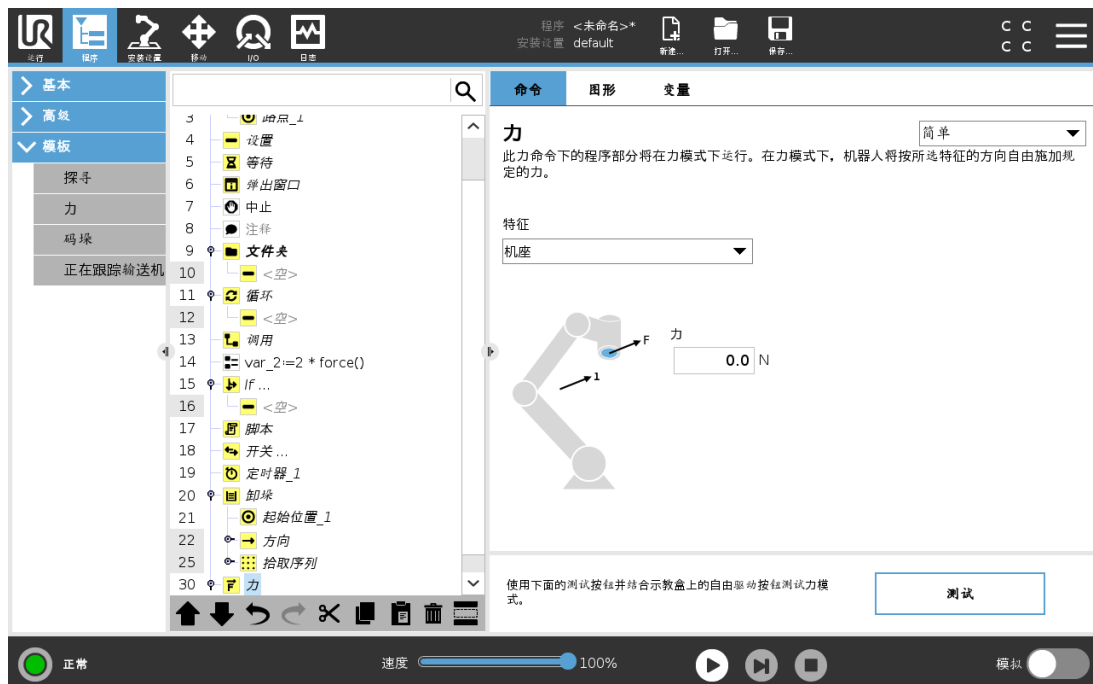 UR
程序 <未命名>*
安装设置 default
C C
C C
运行
程序
安装设置
移动
I/O
日志
新建...
打开...
保存...
基本
高级
模板
探寻
力
码垛
正在跟踪输送机
3 路点_1
4 设置
5 等待
6 弹出窗口
7 中止
8 注释
9 文件夹
10 <空>
11 循环
12 <空>
13 调用
14 var_2:=2 * force()
15 If ...
16 <空>
17 脚本
18 开关 ...
19 定时器_1
20 卸垛
21 起始位置_1
22 方向
25 拾取序列
30 力
命令 图形 变量
力
简单
此力命令下的程序部分将在力模式下运行。在力模式下，机器人将按所选特征的方向自由施加规
定的力。
特征
机座
F
1
力
0.0 N
使用下面的测试按钮并结合示教盒上的自由驱动按钮测试力模
式。
测试
正常
速度 100%
模拟